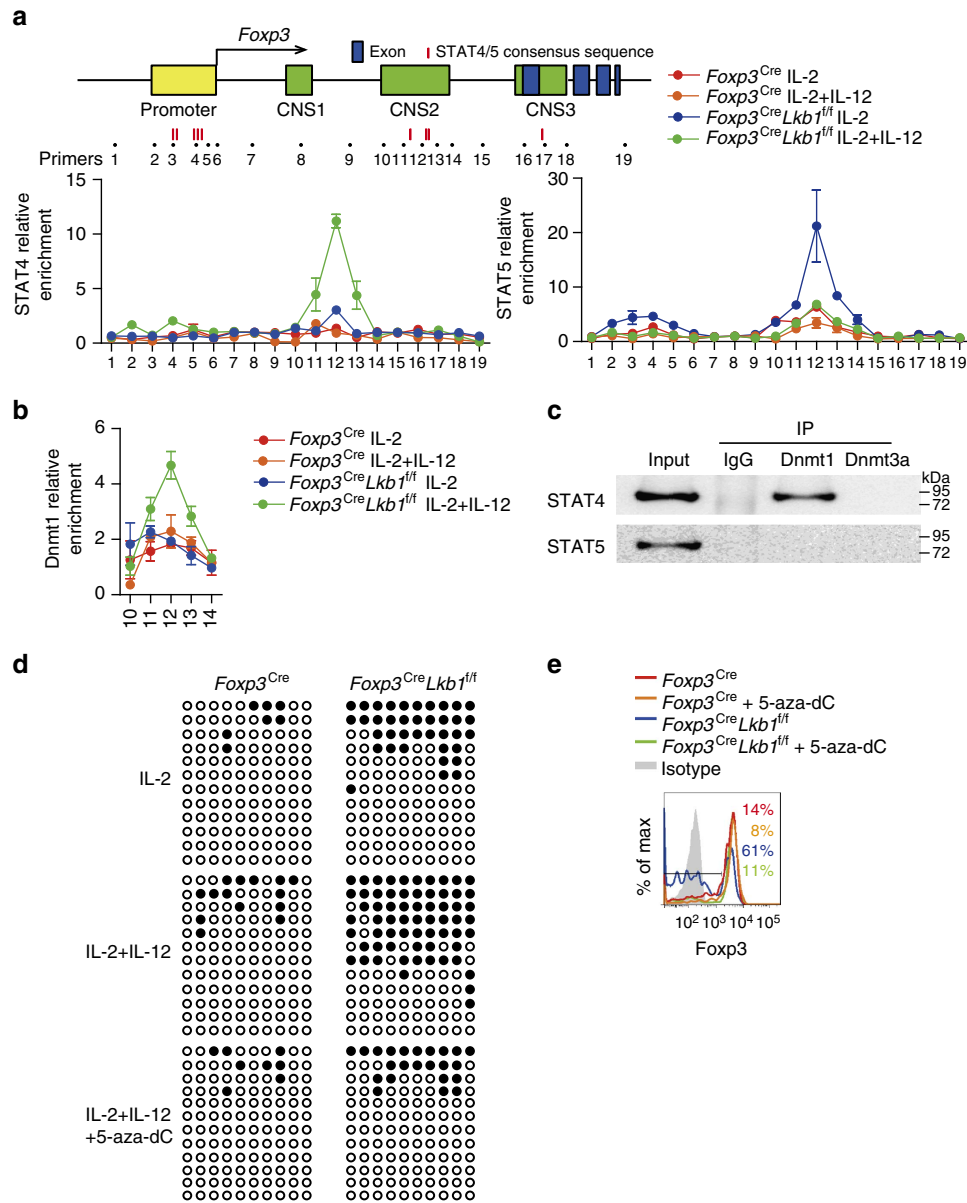 a
Foxp3
Exon
STAT4/5 consensus sequence
Promoter
CNS1
CNS2
CNS3
Primers
1 2 3 4 5 6 7 8 9 10 11 12 13 14 15 16 17 18 19
Foxp3Cre IL-2
Foxp3Cre IL-2+IL-12
Foxp3CreLkb1f/f IL-2
Foxp3CreLkb1f/f IL-2+IL-12
STAT4 relative
enrichment
15
10
5
0
1 2 3 4 5 6 7 8 9 10 11 12 13 14 15 16 17 18 19
STAT5 relative
enrichment
30
20
10
0
1 2 3 4 5 6 7 8 9 10 11 12 13 14 15 16 17 18 19
b
Dnmt1 relative
enrichment
6
4
2
0
10 11 12 13 14
Foxp3Cre IL-2
Foxp3Cre IL-2+IL-12
Foxp3CreLkb1f/f IL-2
Foxp3CreLkb1f/f IL-2+IL-12
c
IP
Input IgG Dnmt1 Dnmt3a
kDa
STAT4
95
72
STAT5
95
72
d
Foxp3Cre Foxp3CreLkb1f/f
IL-2
IL-2+IL-12
IL-2+IL-12
+5-aza-dC
e
Foxp3Cre
Foxp3Cre + 5-aza-dC
Foxp3CreLkb1f/f
Foxp3CreLkb1f/f + 5-aza-dC
Isotype
% of max
14%
8%
61%
11%
10² 10³ 10⁴ 10⁵
Foxp3